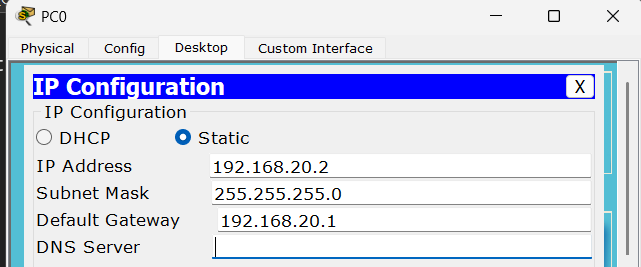 PC0
Physical Config Desktop Custom Interface
IP Configuration X
IP Configuration
DHCP Static
IP Address 192.168.20.2
Subnet Mask 255.255.255.0
Default Gateway 192.168.20.1
DNS Server